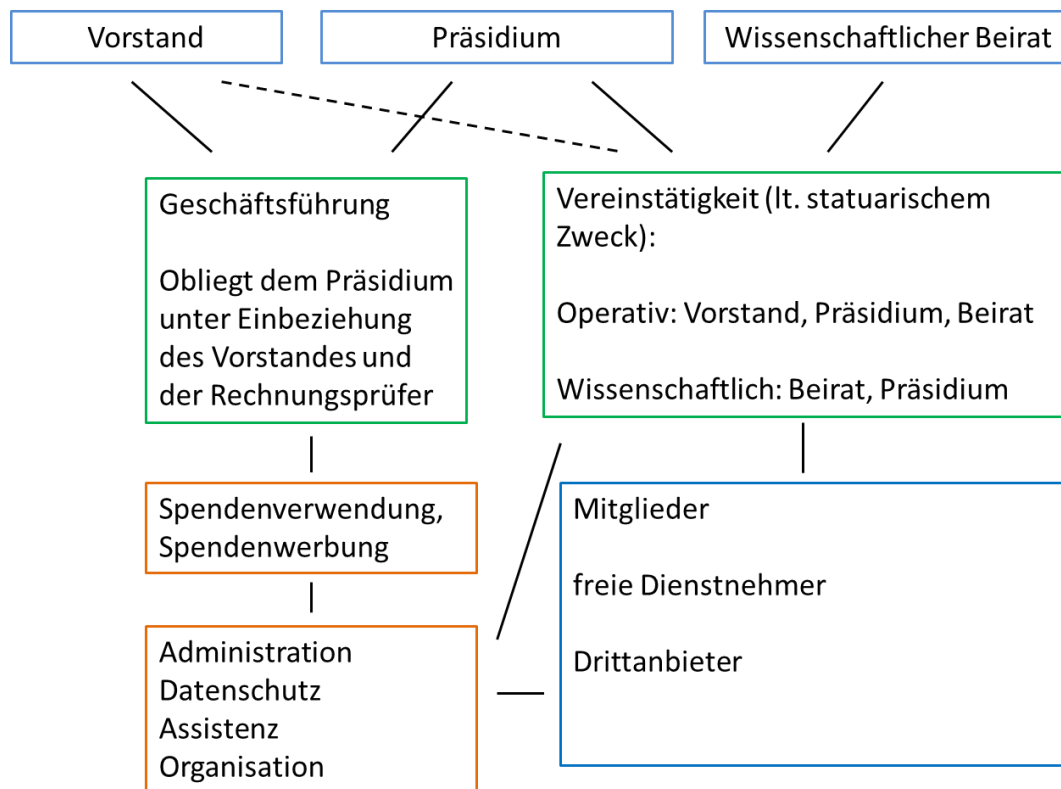 Vorstand
Präsidium
Wissenschaftlicher Beirat
Geschäftsführung
Obliegt dem Präsidium
unter Einbeziehung
des Vorstandes und
der Rechnungsprüfer
Vereinstätigkeit (lt. statuarischem
Zweck):
Operativ: Vorstand, Präsidium, Beirat
Wissenschaftlich: Beirat, Präsidium
Spendenverwendung,
Spendenwerbung
Mitglieder
freie Dienstnehmer
Drittanbieter
Administration
Datenschutz
Assistenz
Organisation